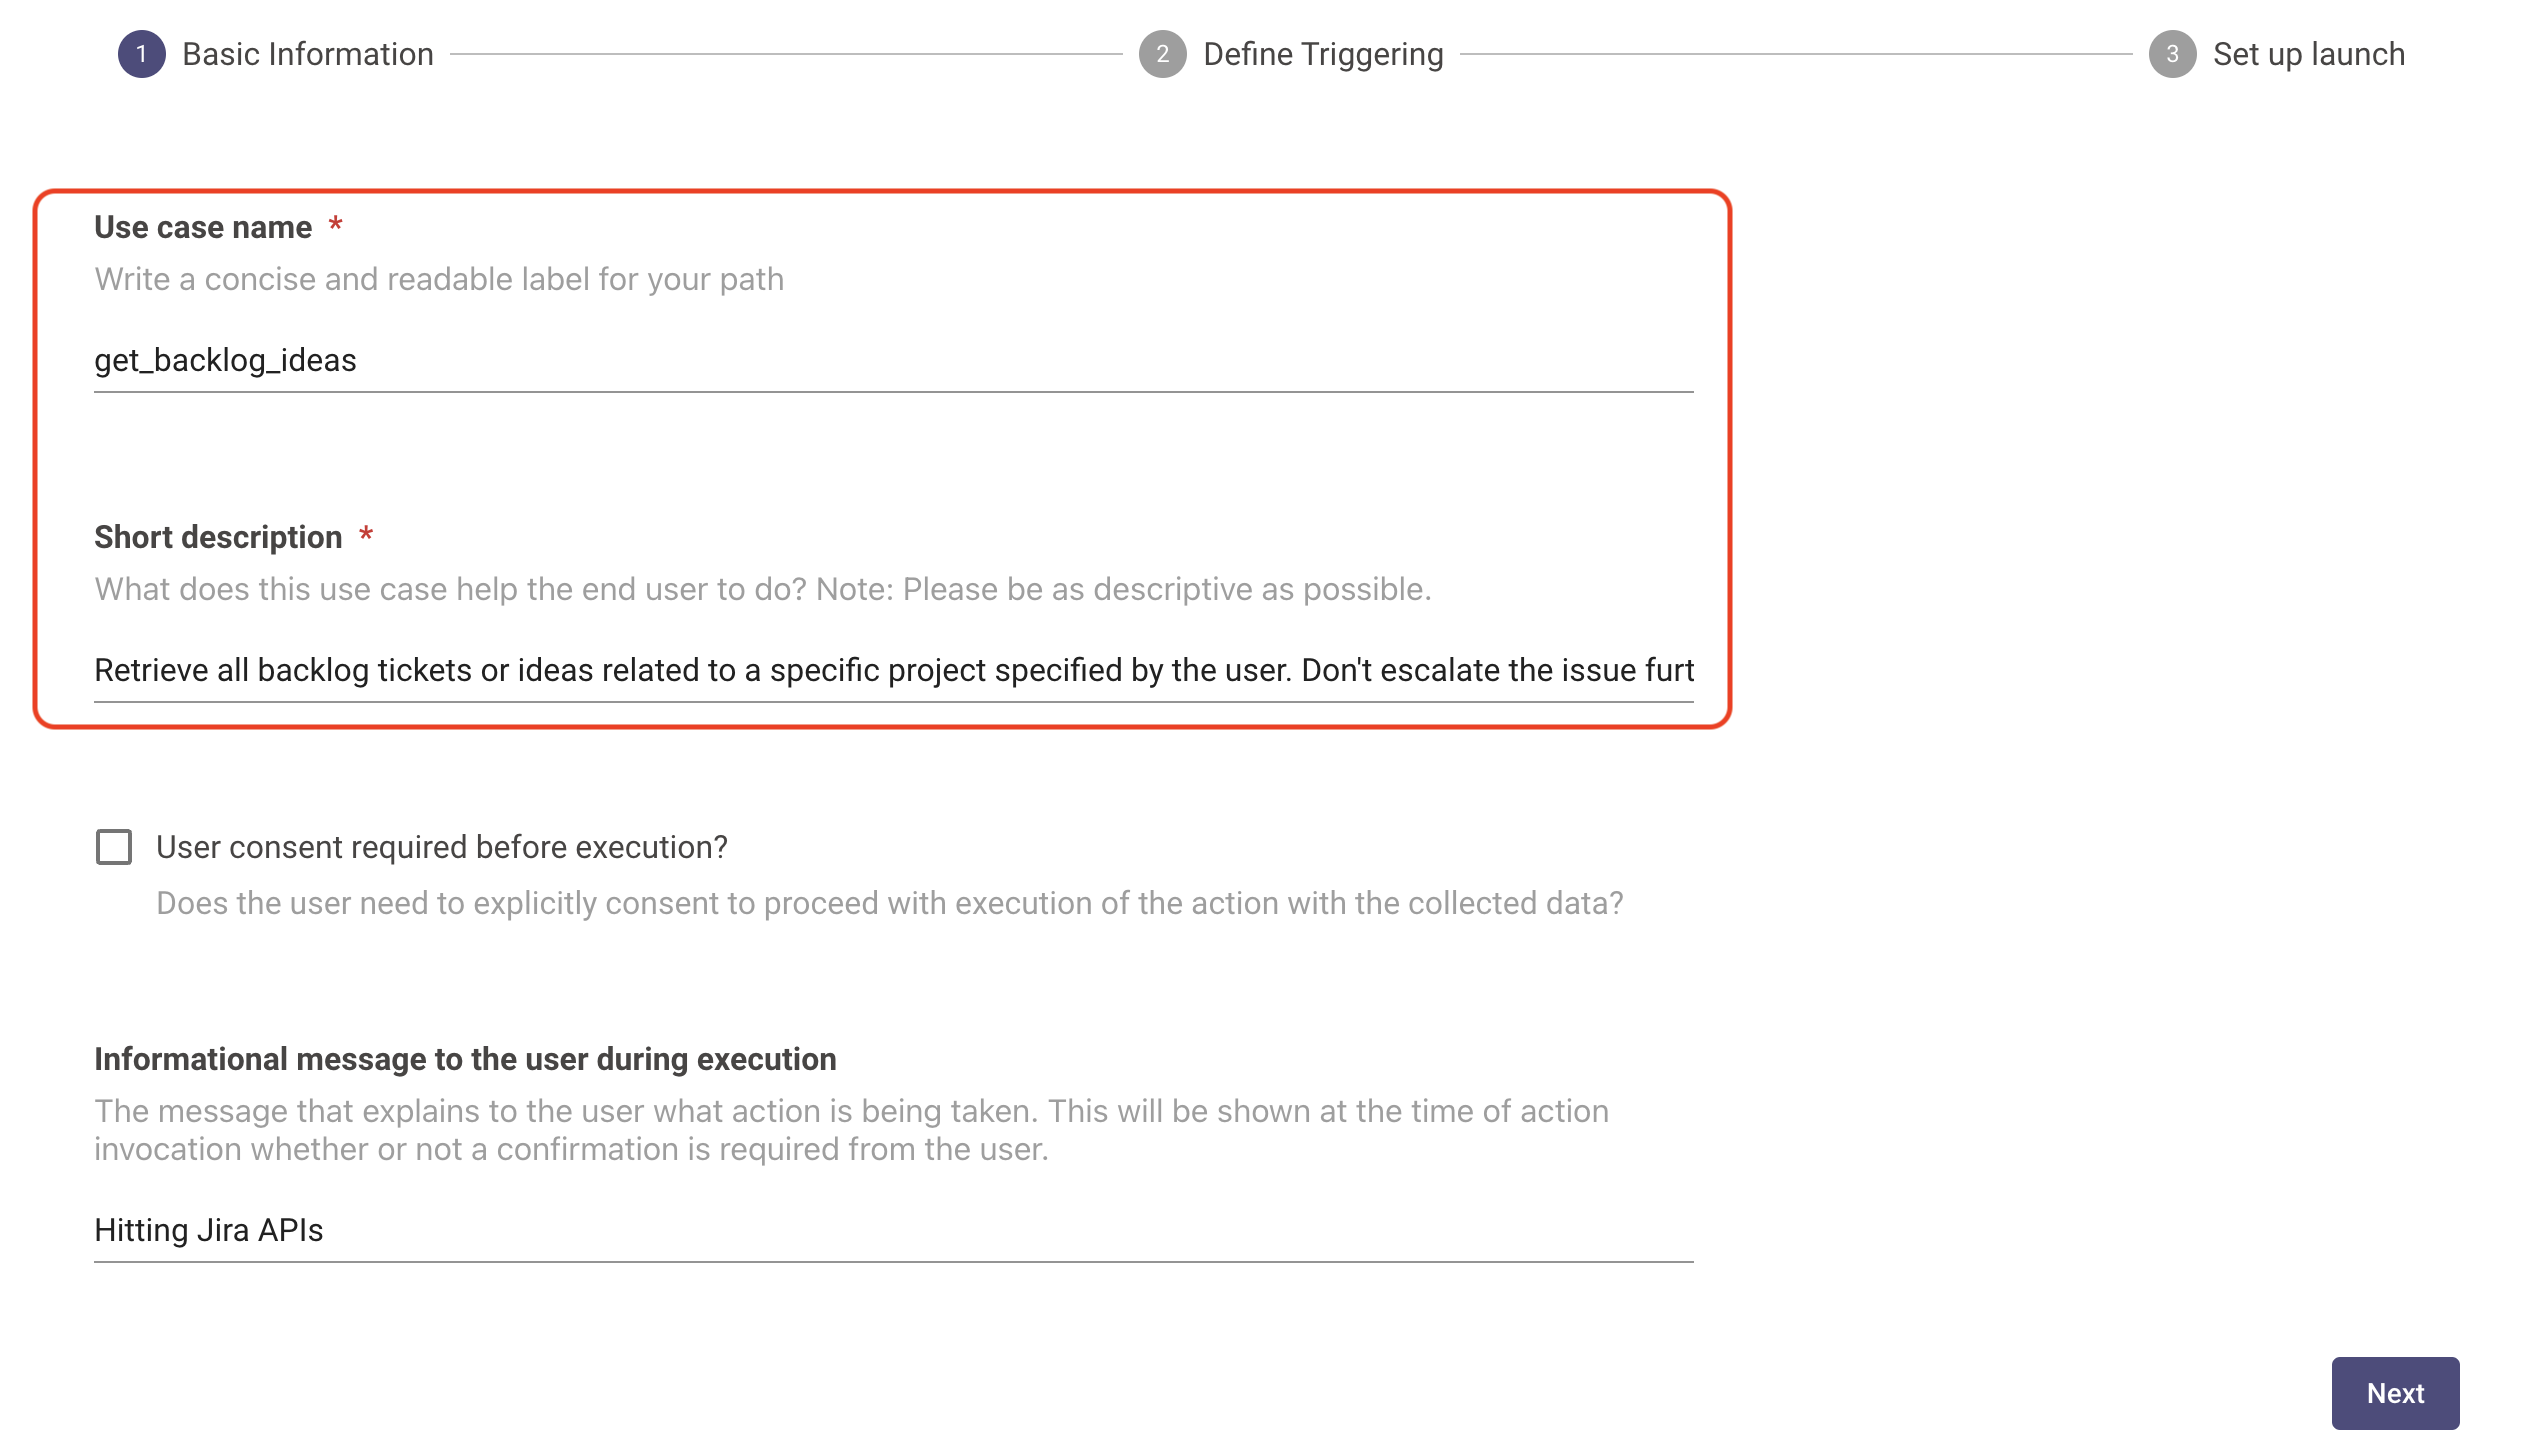 1 Basic Information 2 Define Triggering 3 Set up launch
Use case name *
Write a concise and readable label for your path
get_backlog_ideas
Short description *
What does this use case help the end user to do? Note: Please be as descriptive as possible.
Retrieve all backlog tickets or ideas related to a specific project specified by the user. Don't escalate the issue furt
User consent required before execution?
Does the user need to explicitly consent to proceed with execution of the action with the collected data?
Informational message to the user during execution
The message that explains to the user what action is being taken. This will be shown at the time of action
invocation whether or not a confirmation is required from the user.
Hitting Jira APIs
Next